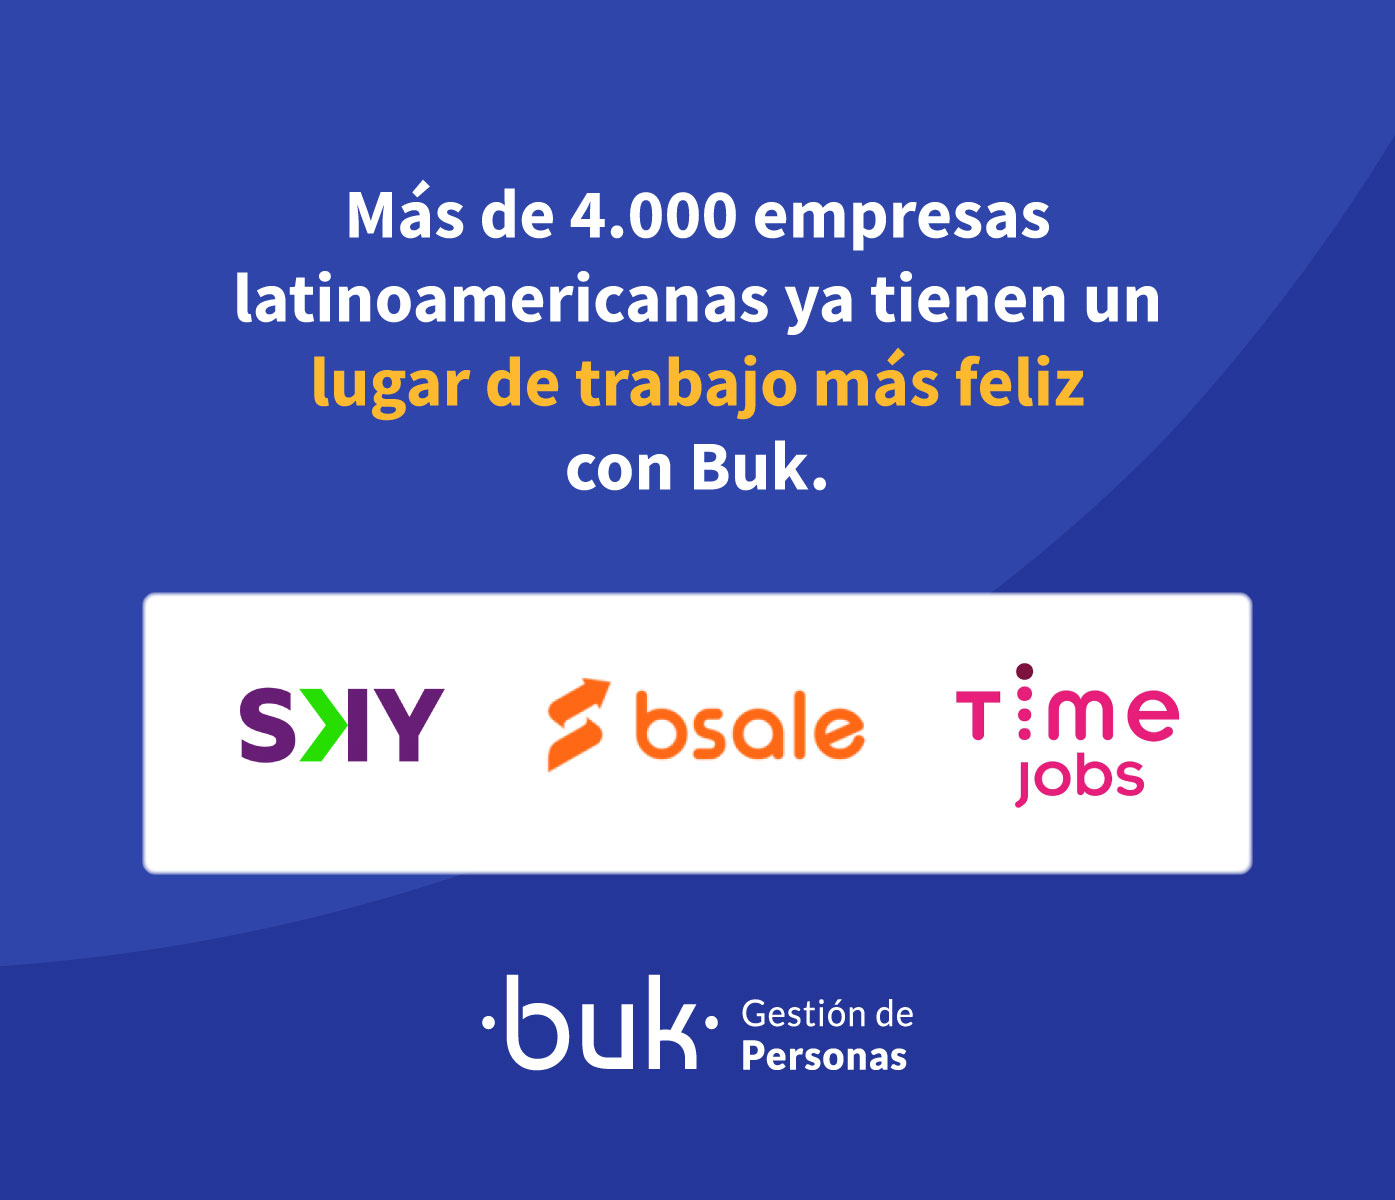 Más de 4.000 empresas
latinoamericanas ya tienen un
lugar de trabajo más feliz
con Buk.
SKY
bsale
Time
jobs
·buk·
Gestión de
Personas